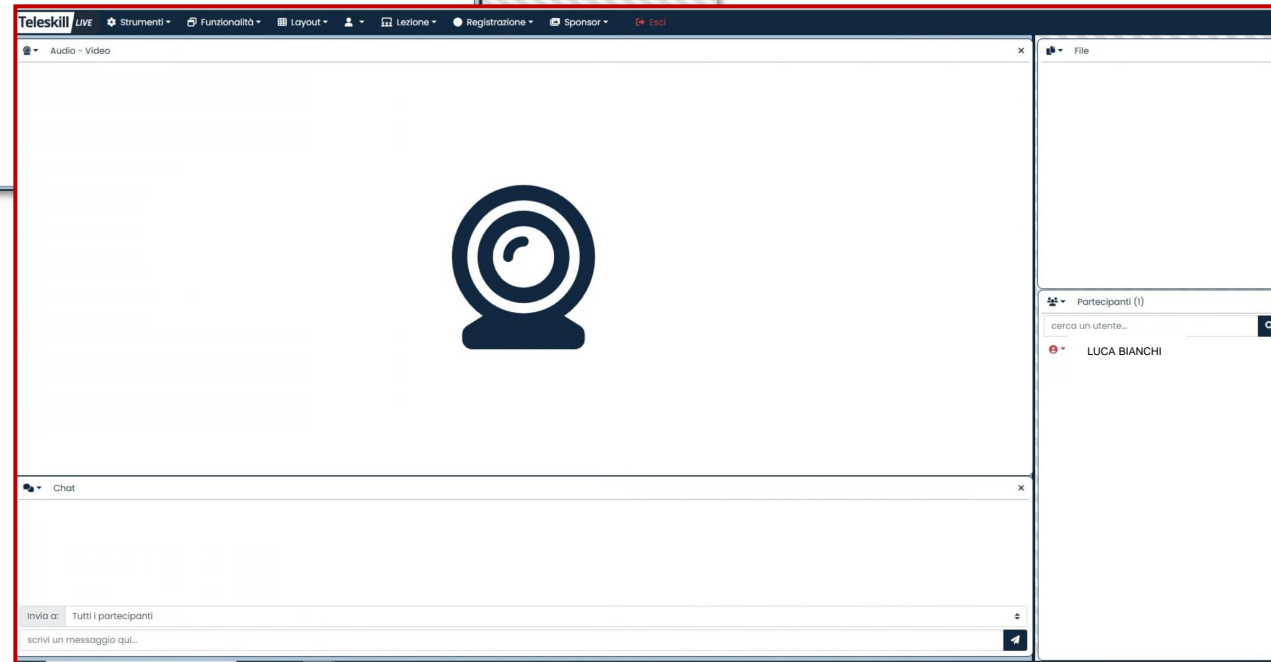 Teleskill LIVE Strumenti Funzionalità Layout Lezione Registrazione Sponsor Esci
Audio - Video
File
Partecipanti (1)
cerca un utente...
LUCA BIANCHI
Chat
Invia a: Tutti i partecipanti
scrivi un messaggio qui...